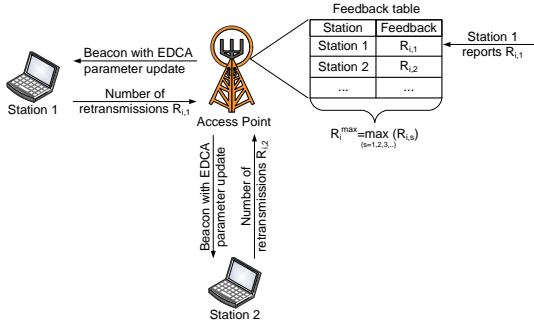 Feedback table
Station Feedback
Station 1 R_{i,1}
Station 2 R_{i,2}
... ...
R_i^{max}=max (R_{i,s})
(s=1,2,3,..)
Station 1
reports R_{i,1}
Beacon with EDCA
parameter update
Number of
retransmissions R_{i,1}
Station 1
Access Point
Beacon with EDCA
parameter update
Number of
retransmissions R_{i,2}
Station 2